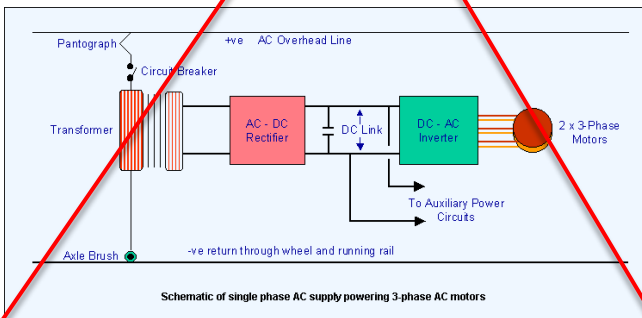 +ve AC Overhead Line
Pantograph
Circuit Breaker
Transformer
AC - DC
Rectifier
DC Link
DC - AC
Inverter
2 x 3-Phase
Motors
To Auxiliary Power
Circuits
Axle Brush
-ve return through wheel and running rail
Schematic of single phase AC supply powering 3-phase AC motors